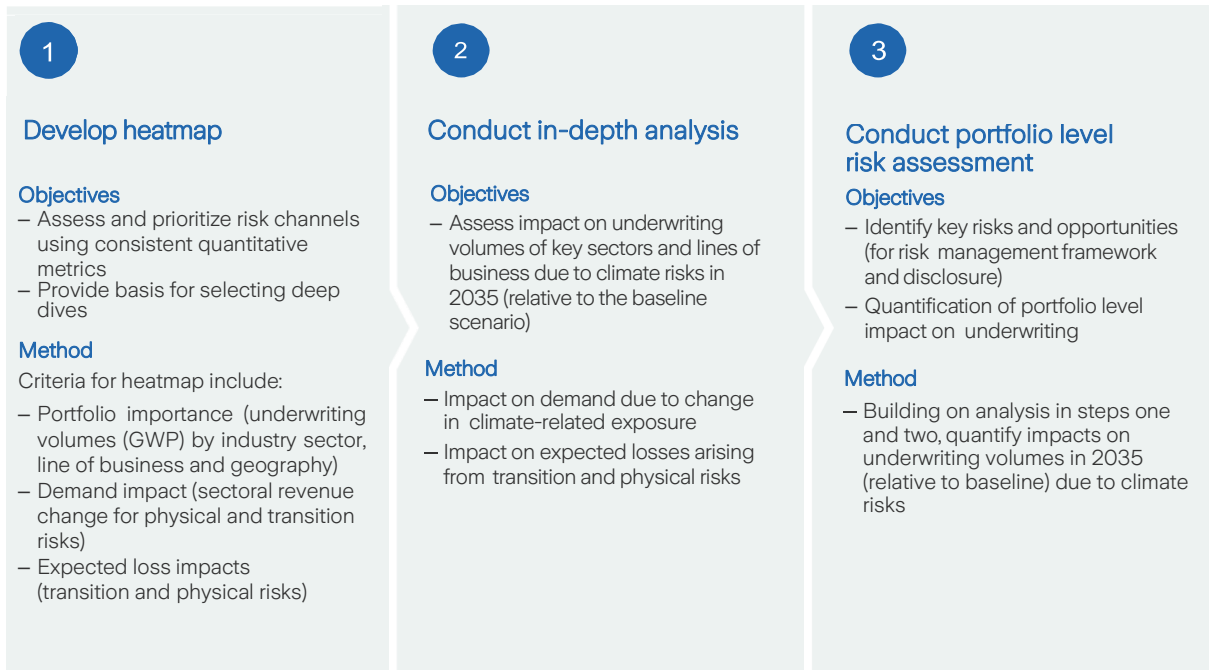 1
Develop heatmap
Objectives
– Assess and prioritize risk channels
using consistent quantitative
metrics
– Provide basis for selecting deep
dives
Method
Criteria for heatmap include:
– Portfolio importance (underwriting
volumes (GWP) by industry sector,
line of business and geography)
– Demand impact (sectoral revenue
change for physical and transition
risks)
– Expected loss impacts
(transition and physical risks)
2
Conduct in-depth analysis
Objectives
– Assess impact on underwriting
volumes of key sectors and lines of
business due to climate risks in
2035 (relative to the baseline
scenario)
Method
– Impact on demand due to change
in climate-related exposure
– Impact on expected losses arising
from transition and physical risks
3
Conduct portfolio level
risk assessment
Objectives
– Identify key risks and opportunities
(for risk management framework
and disclosure)
– Quantification of portfolio level
impact on underwriting
Method
– Building on analysis in steps one
and two, quantify impacts on
underwriting volumes in 2035
(relative to baseline) due to climate
risks